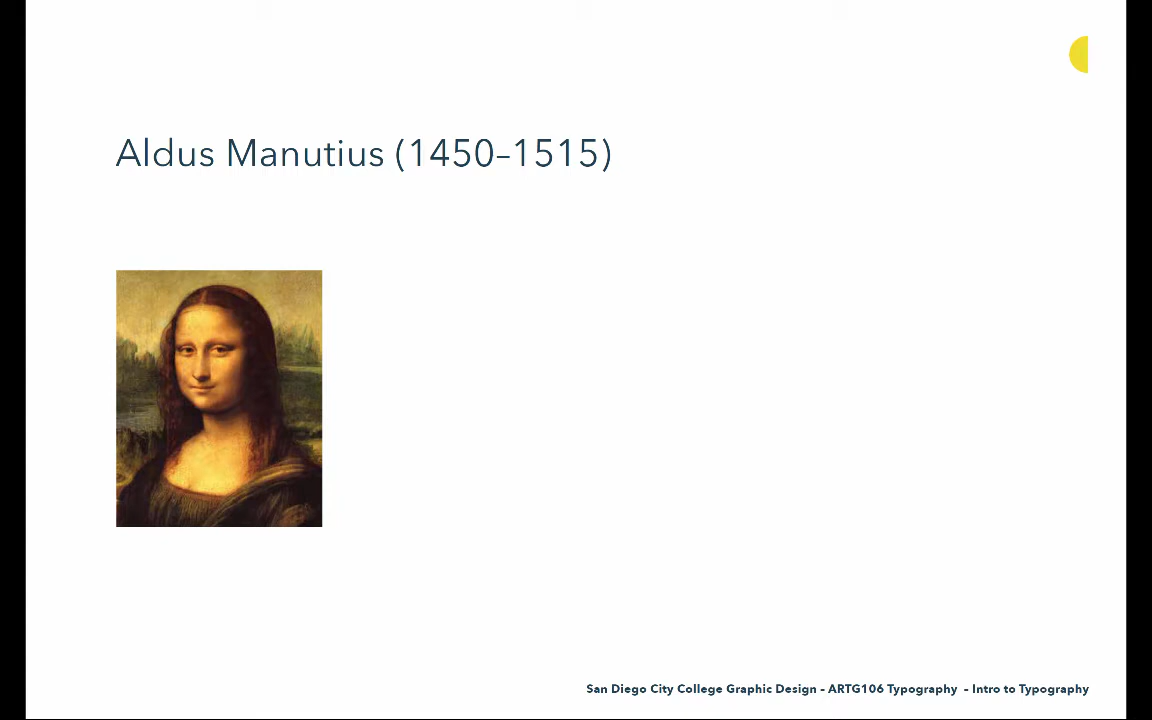 Aldus Manutius (1450–1515)
San Diego City College Graphic Design – ARTG106 Typography – Intro to Typography